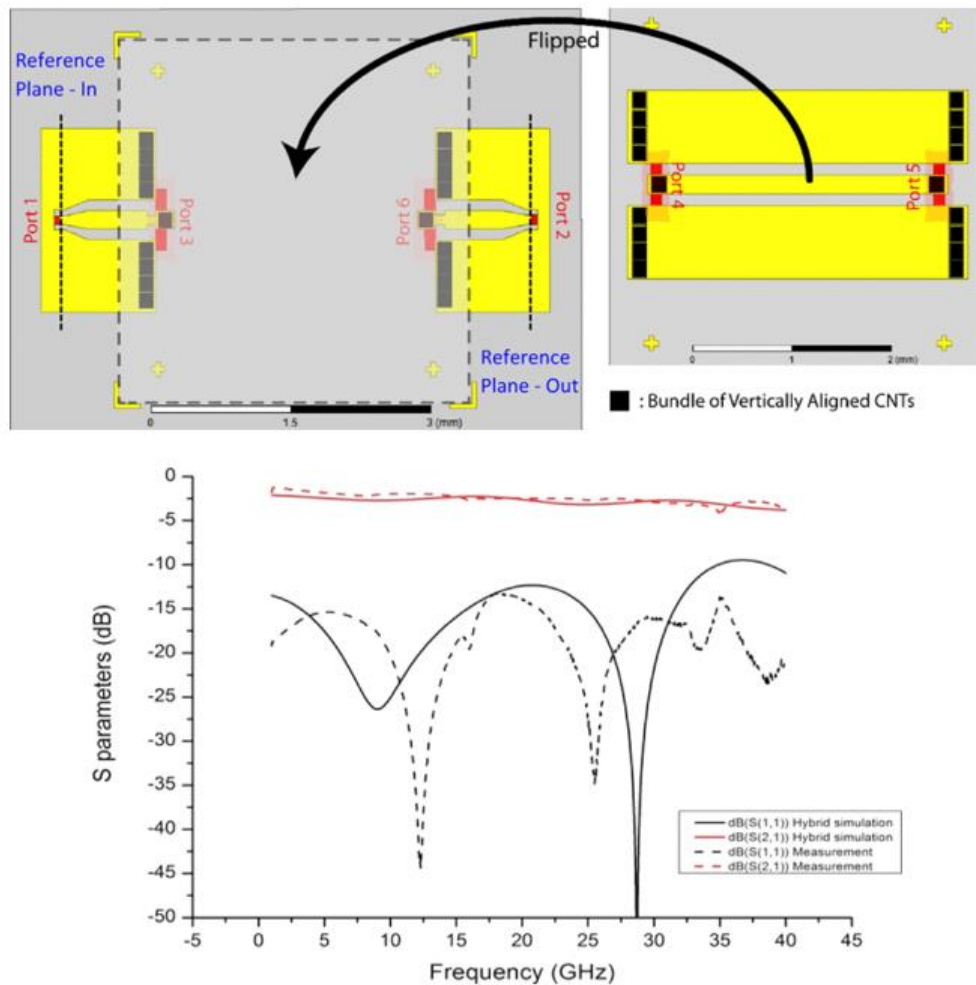 Flipped
Reference
Plane - In
Port 1
Port 3
Port 6
Port 2
Reference
Plane - Out
0
1.5
3 (mm)
Port 4
Port 5
0
1
2 (mm)
: Bundle of Vertically Aligned CNTs
S parameters (dB)
0
-5
-10
-15
-20
-25
-30
-35
-40
-45
-50
dB(S(1,1)) Hybrid simulation
dB(S(2,1)) Hybrid simulation
dB(S(1,1)) Measurement
dB(S(2,1)) Measurement
-5
0
5
10
15
20
25
30
35
40
45
Frequency (GHz)